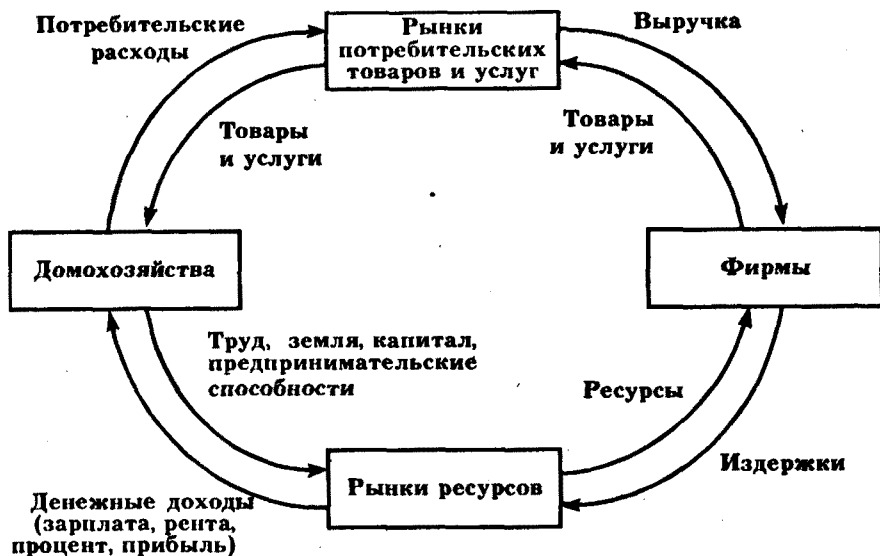 Потребительские
расходы
Рынки
потребительских
товаров и услуг
Выручка
Товары
и услуги
Товары
и услуги
Домохозяйства
Фирмы
Труд, земля, капитал,
предпринимательские
способности
Ресурсы
Рынки ресурсов
Издержки
Денежные доходы
(зарплата, рента,
процент, прибыль)